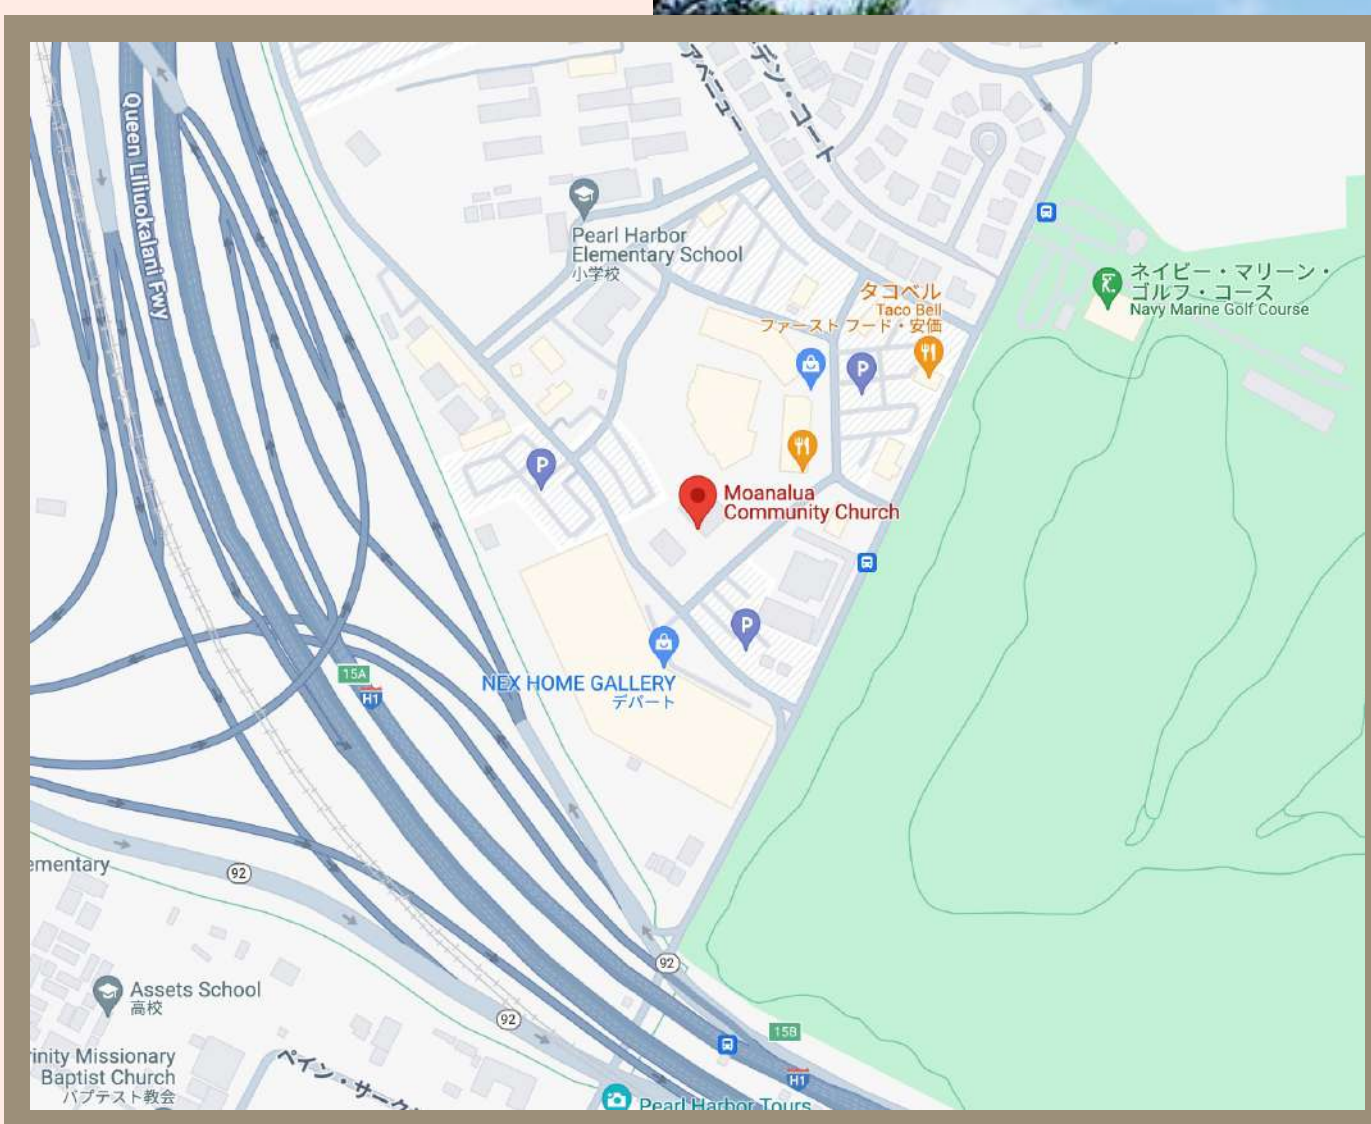 Queen Liliuokalani Fwy
アベニュー
デン・コート
Pearl Harbor
Elementary School
小学校
ネイビー・マリーン・
ゴルフ・コース
Navy Marine Golf Course
タコベル
Taco Bell
ファースト フード・安価
P
P
Moanalua
Community Church
P
NEX HOME GALLERY
デパート
15A
H1
ementary
92
92
Assets School
高校
92
15B
H1
rinity Missionary
Baptist Church
バプテスト教会
ペイン・サーク
Pearl Harbor Tours